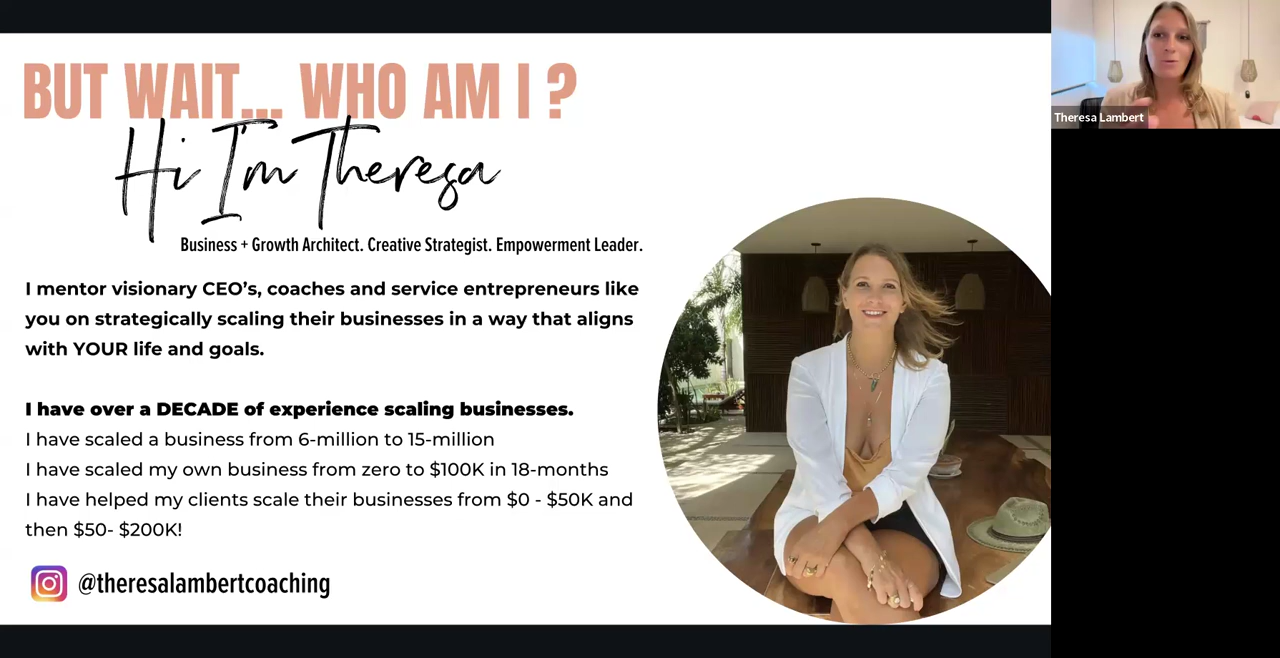 BUT WAIT... WHO AM I ?
Hi I'm Theresa
Business + Growth Architect. Creative Strategist. Empowerment Leader.
I mentor visionary CEO’s, coaches and service entrepreneurs like
you on strategically scaling their businesses in a way that aligns
with YOUR life and goals.
I have over a DECADE of experience scaling businesses.
I have scaled a business from 6-million to 15-million
I have scaled my own business from zero to $100K in 18-months
I have helped my clients scale their businesses from $0 - $50K and
then $50- $200K!
@theresalambertcoaching
Theresa Lambert